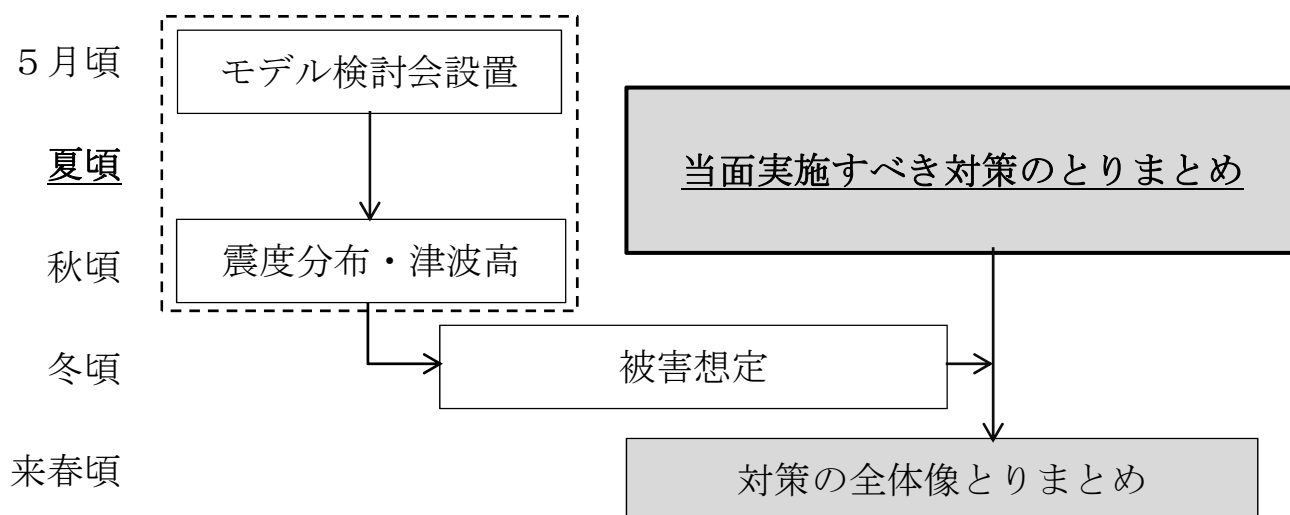 ５月頃
モデル検討会設置
夏頃
当面実施すべき対策のとりまとめ
秋頃
震度分布・津波高
冬頃
被害想定
来春頃
対策の全体像とりまとめ